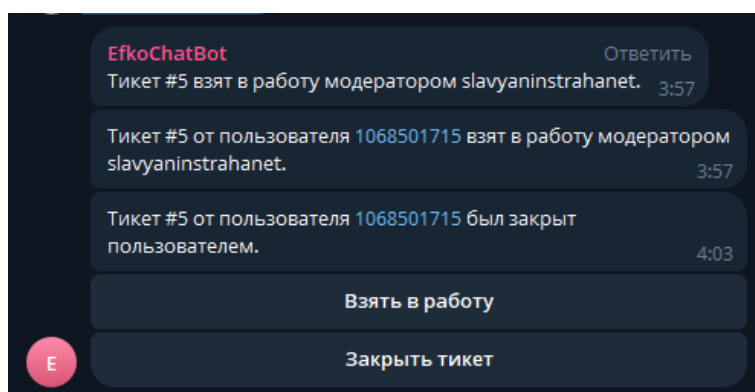 EfkoChatBot Ответить
Тикет #5 взят в работу модератором slavyaninstrahanet. 3:57
Тикет #5 от пользователя 1068501715 взят в работу модератором
slavyaninstrahanet. 3:57
Тикет #5 от пользователя 1068501715 был закрыт
пользователем. 4:03
Взять в работу
Закрыть тикет
E